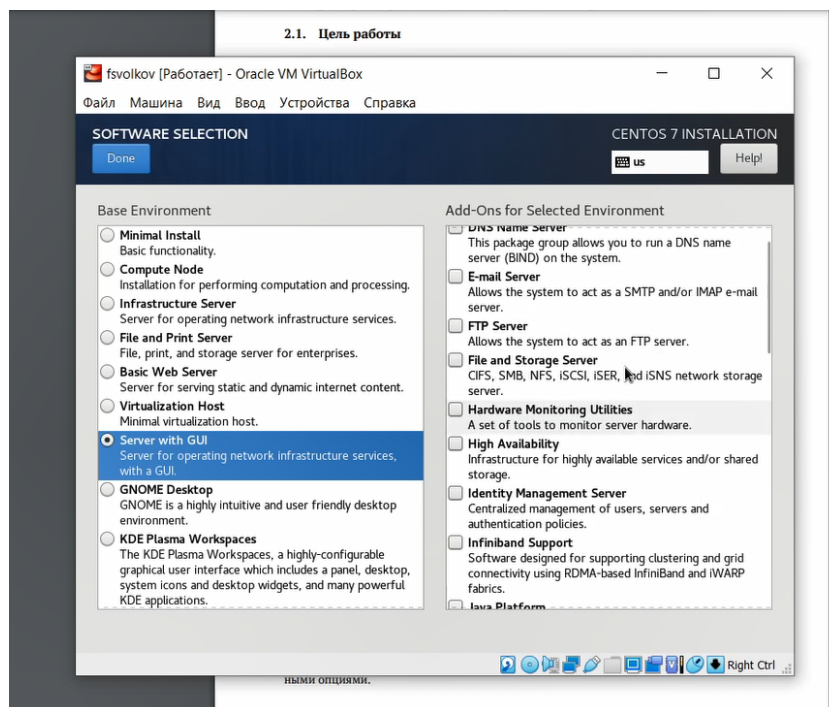 2.1. Цель работы
fsvolkov [Работает] - Oracle VM VirtualBox
Файл Машина Вид Ввод Устройства Справка
SOFTWARE SELECTION
CENTOS 7 INSTALLATION
Done
us
Help!
Base Environment
Minimal Install
Basic functionality.
Compute Node
Installation for performing computation and processing.
Infrastructure Server
Server for operating network infrastructure services.
File and Print Server
File, print, and storage server for enterprises.
Basic Web Server
Server for serving static and dynamic internet content.
Virtualization Host
Minimal virtualization host.
Server with GUI
Server for operating network infrastructure services,
with a GUI.
GNOME Desktop
GNOME is a highly intuitive and user friendly desktop
environment.
KDE Plasma Workspaces
The KDE Plasma Workspaces, a highly-configurable
graphical user interface which includes a panel, desktop,
system icons and desktop widgets, and many powerful
KDE applications.
Add-Ons for Selected Environment
DNS Name Server
This package group allows you to run a DNS name
server (BIND) on the system.
E-mail Server
Allows the system to act as a SMTP and/or IMAP e-mail
server.
FTP Server
Allows the system to act as an FTP server.
File and Storage Server
CIFS, SMB, NFS, iSCSI, iSER, and iSNS network storage
server.
Hardware Monitoring Utilities
A set of tools to monitor server hardware.
High Availability
Infrastructure for highly available services and/or shared
storage.
Identity Management Server
Centralized management of users, servers and
authentication policies.
Infiniband Support
Software designed for supporting clustering and grid
connectivity using RDMA-based InfiniBand and iWARP
fabrics.
Java Platform
Right Ctrl
ными опциями.